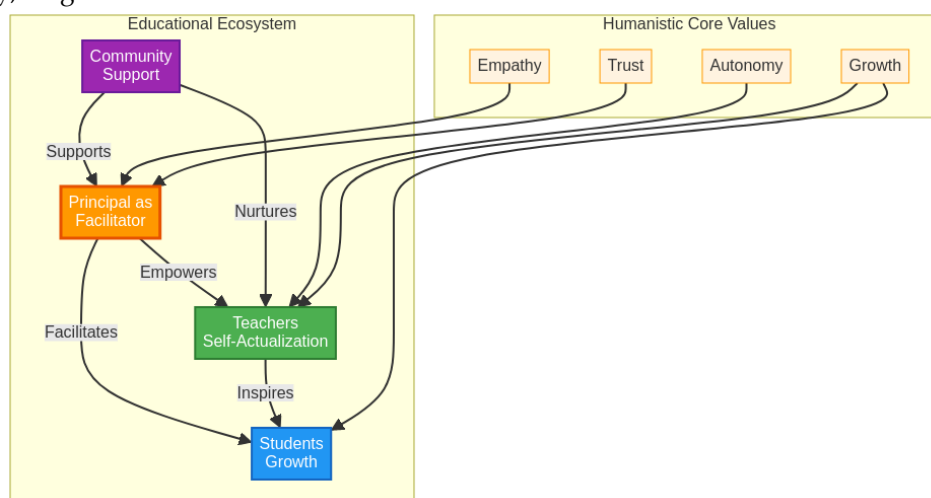 Educational Ecosystem
Humanistic Core Values
Community
Support
Empathy
Trust
Autonomy
Growth
Supports
Principal as
Facilitator
Nurtures
Empowers
Facilitates
Teachers
Self-Actualization
Inspires
Students
Growth